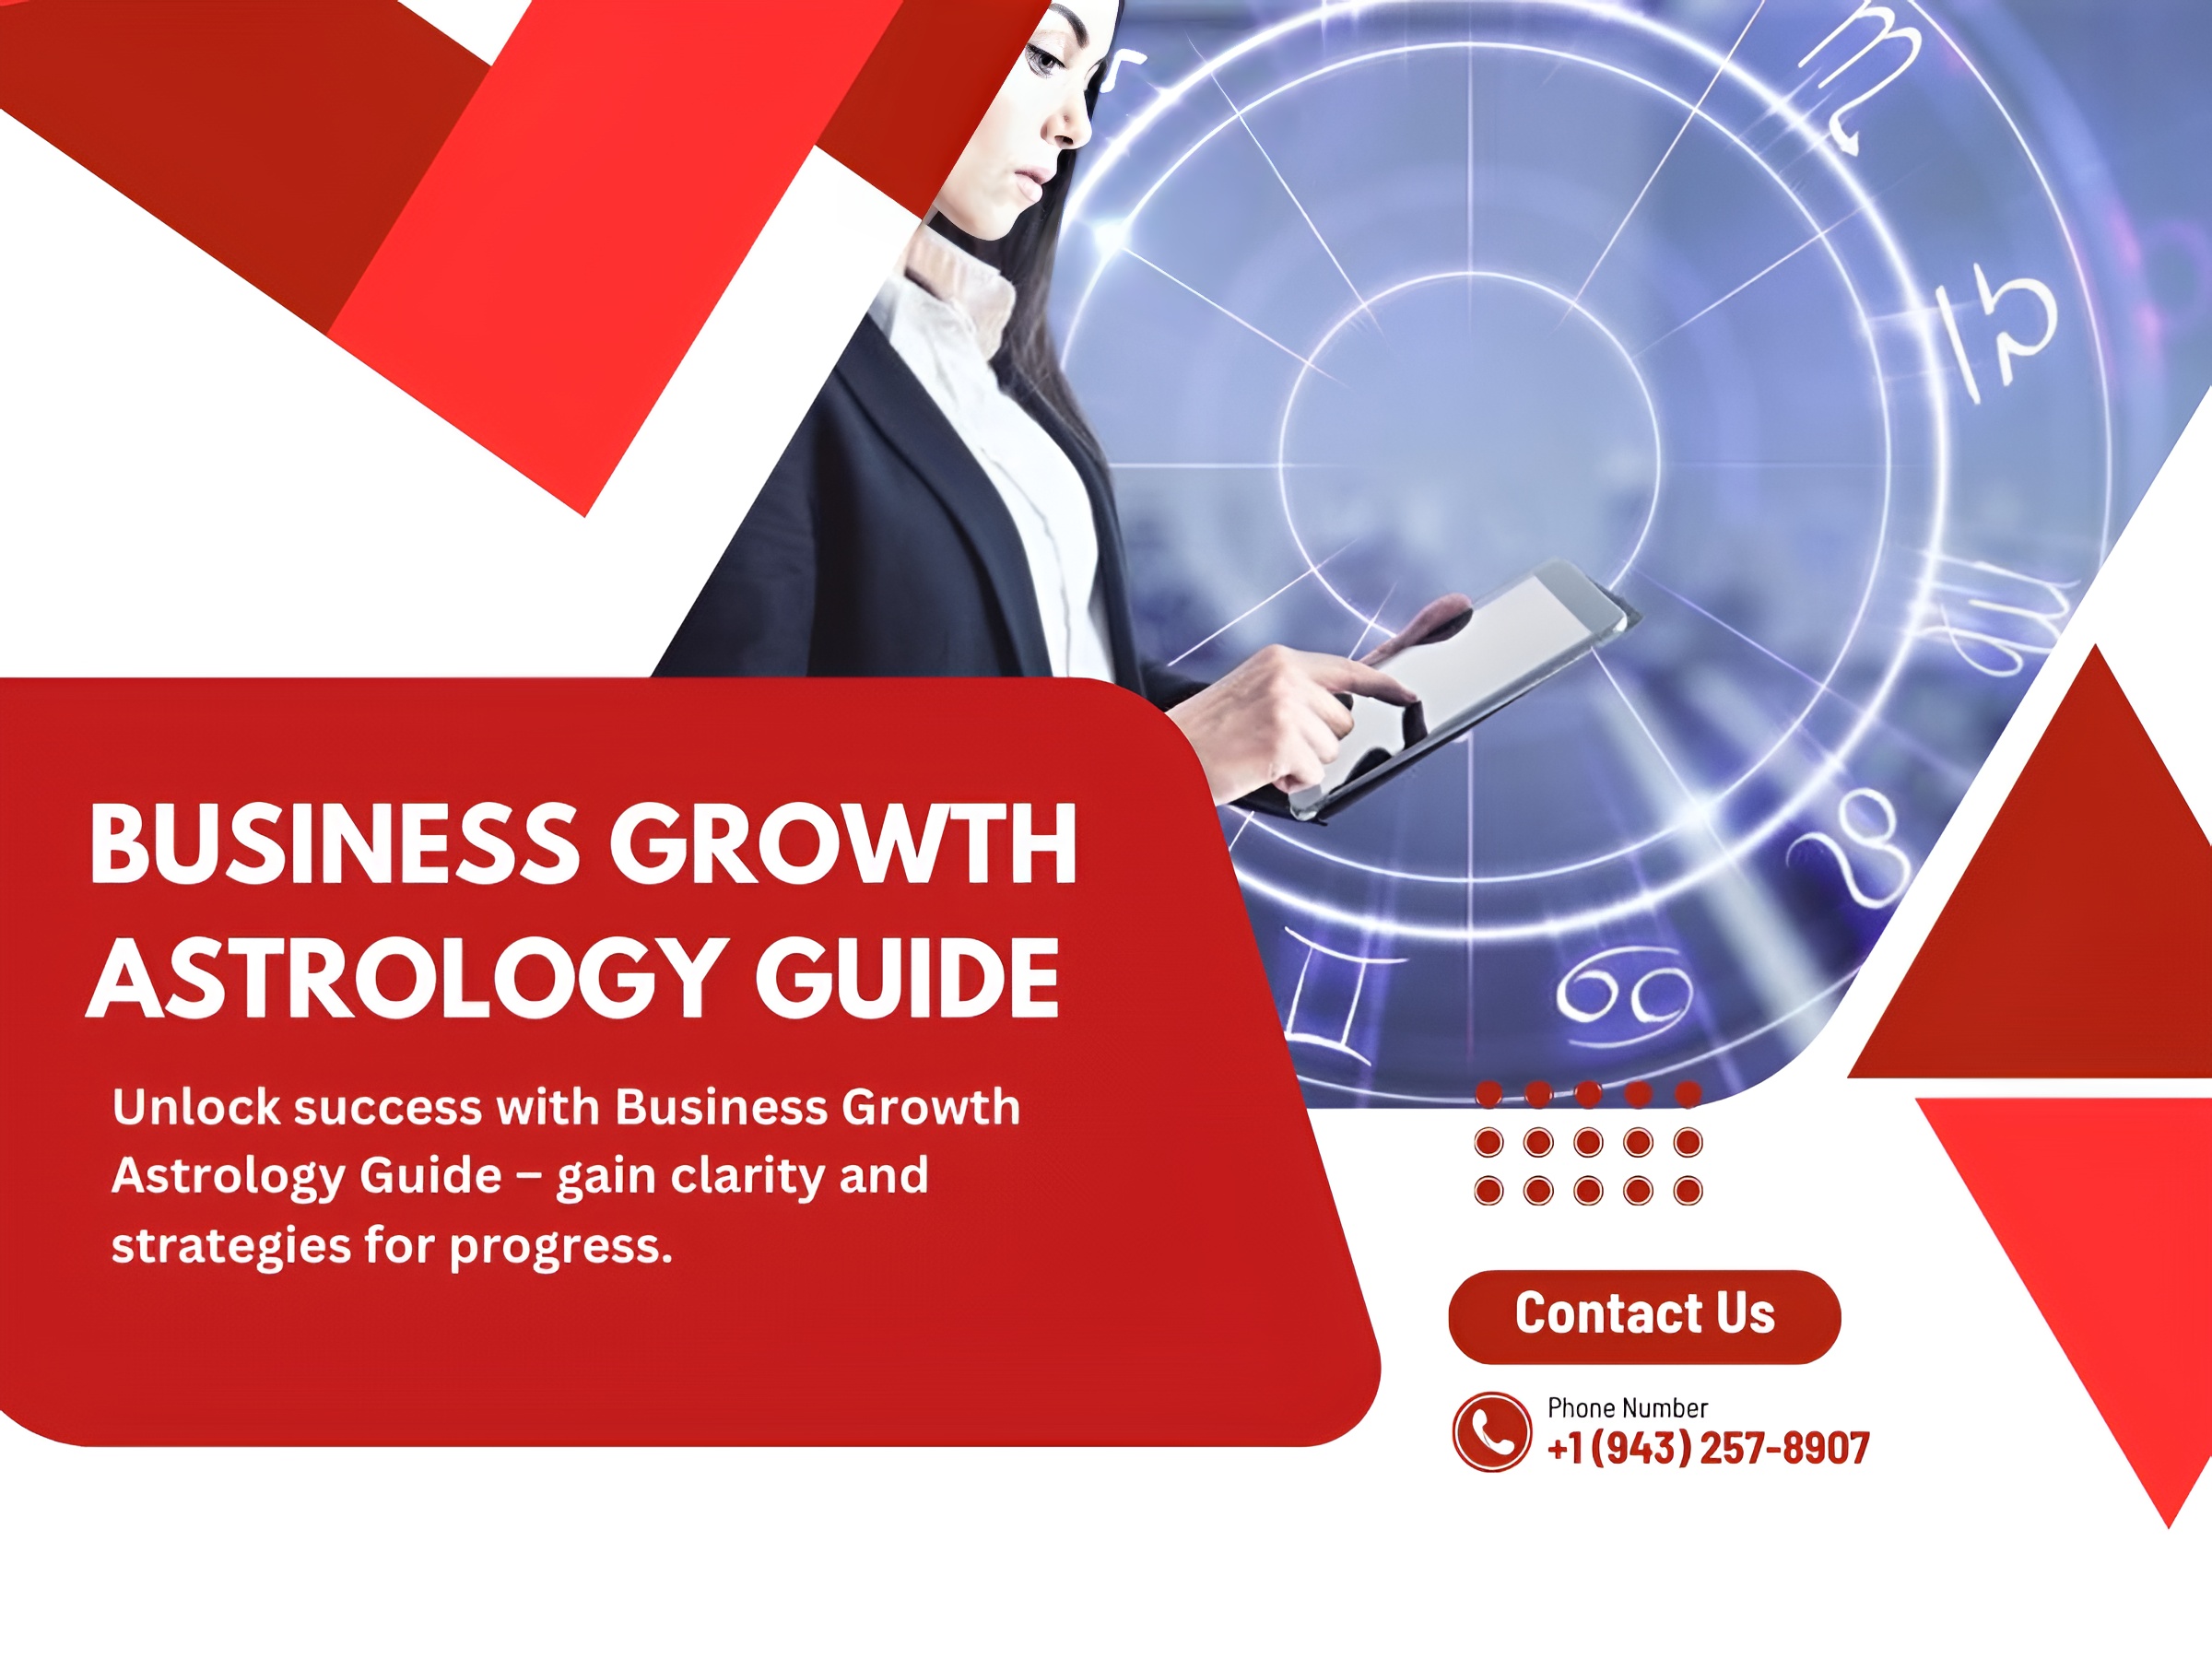 BUSINESS GROWTH
ASTROLOGY GUIDE
Unlock success with Business Growth
Astrology Guide – gain clarity and
strategies for progress.
Contact Us
Phone Number
+1 (943) 257-8907